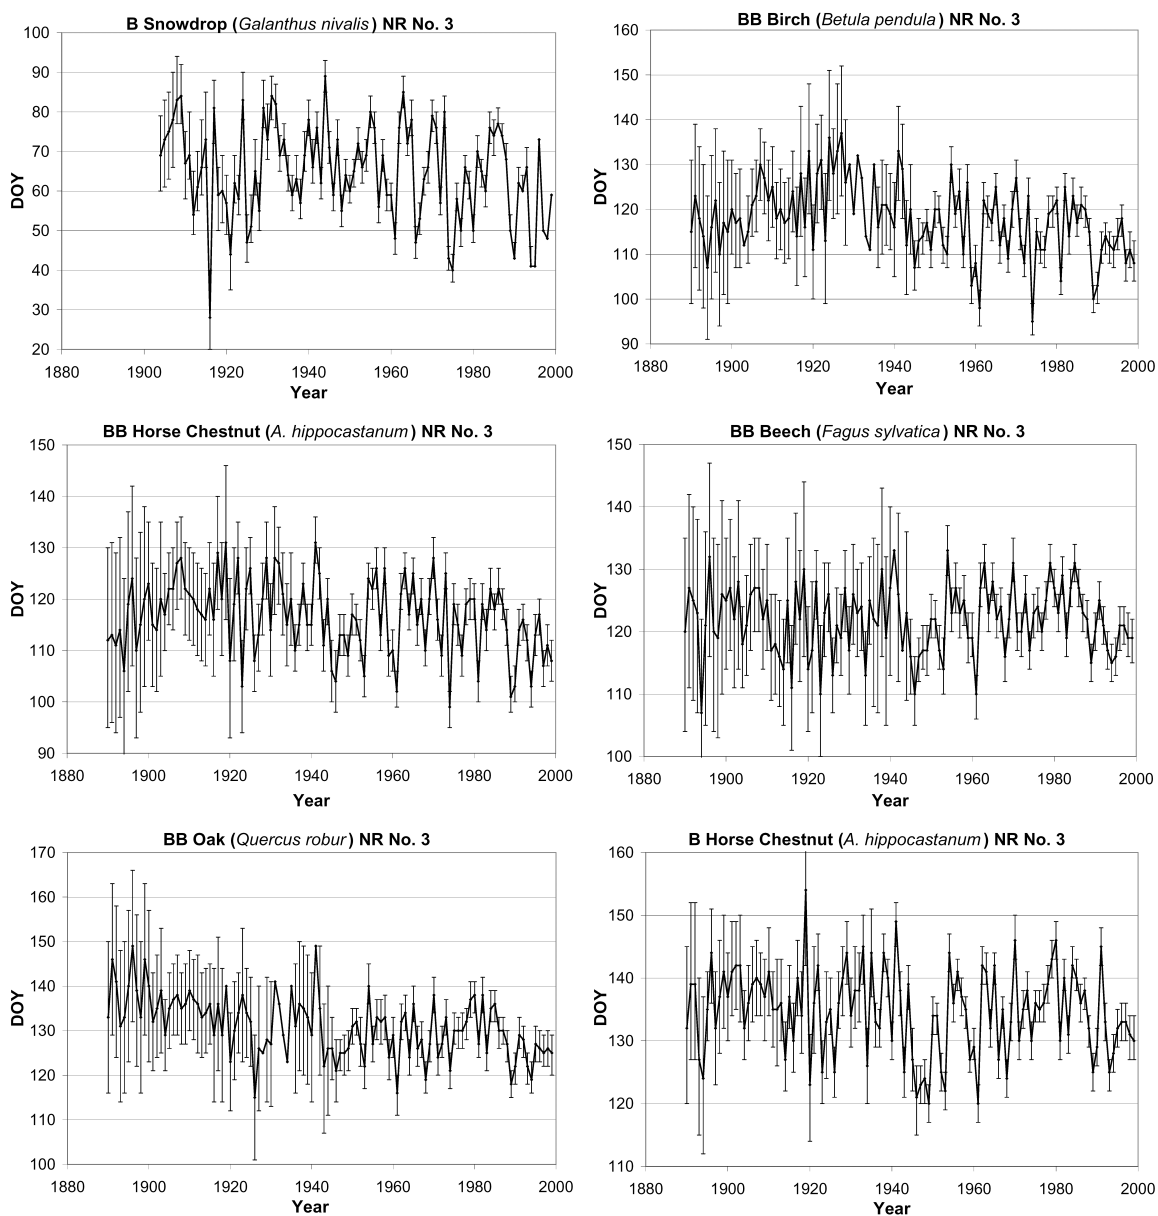 B Snowdrop (Galanthus nivalis) NR No. 3
100
90
80
70
60
50
40
30
20
DOY
1880 1900 1920 1940 1960 1980 2000
Year
BB Birch (Betula pendula) NR No. 3
160
150
140
130
120
110
100
90
DOY
1880 1900 1920 1940 1960 1980 2000
Year
BB Horse Chestnut (A. hippocastanum) NR No. 3
150
140
130
120
110
100
90
DOY
1880 1900 1920 1940 1960 1980 2000
Year
BB Beech (Fagus sylvatica) NR No. 3
150
140
130
120
110
100
DOY
1880 1900 1920 1940 1960 1980 2000
Year
BB Oak (Quercus robur) NR No. 3
170
160
150
140
130
120
110
100
DOY
1880 1900 1920 1940 1960 1980 2000
Year
B Horse Chestnut (A. hippocastanum) NR No. 3
160
150
140
130
120
110
DOY
1880 1900 1920 1940 1960 1980 2000
Year